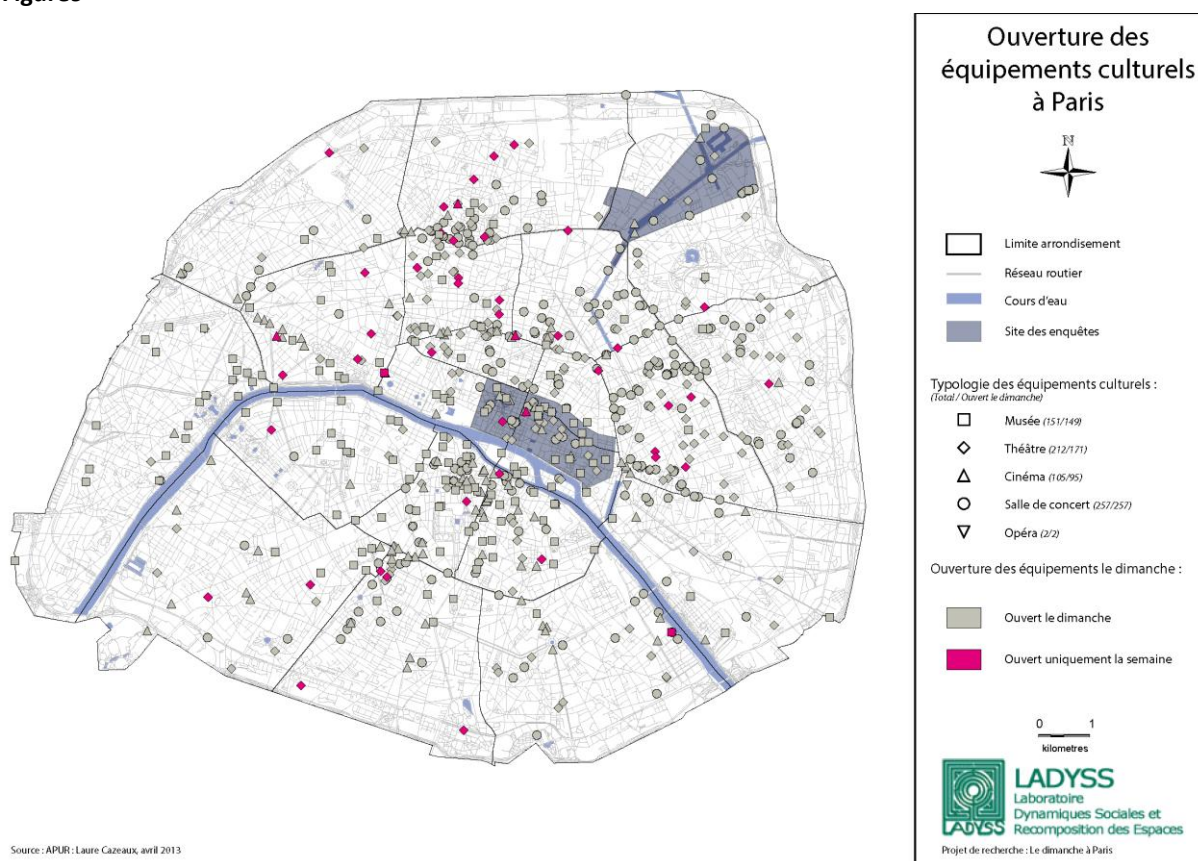 Figures
Ouverture des
équipements culturels
à Paris
N
Limite arrondisement
Réseau routier
Cours d'eau
Site des enquêtes
Typologie des équipements culturels :
(Total / Ouvert le dimanche)
Musée (151/149)
Théâtre (212/171)
Cinéma (105/95)
Salle de concert (257/257)
Opéra (2/2)
Ouverture des équipements le dimanche :
Ouvert le dimanche
Ouvert uniquement la semaine
0 1
kilometres
LADYSS
Laboratoire
Dynamiques Sociales et
Recomposition des Espaces
LADYSS
Projet de recherche : Le dimanche à Paris
Source : APUR : Laure Cazeaux, avril 2013